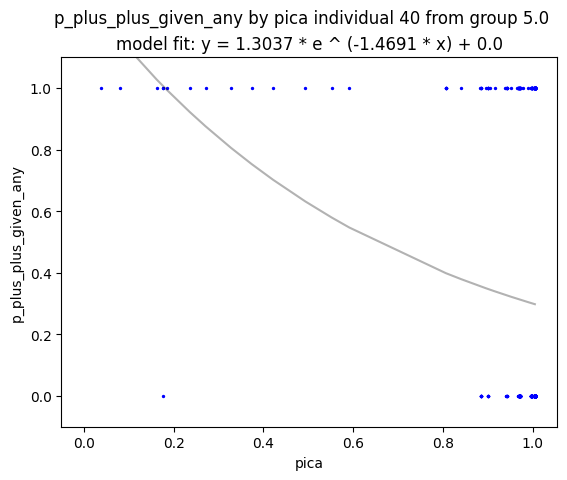 p_plus_plus_given_any by pica individual 40 from group 5.0
model fit: y = 1.3037 * e ^ (-1.4691 * x) + 0.0
1.0
0.8
0.6
0.4
0.2
0.0
p_plus_plus_given_any
0.0 0.2 0.4 0.6 0.8 1.0
pica